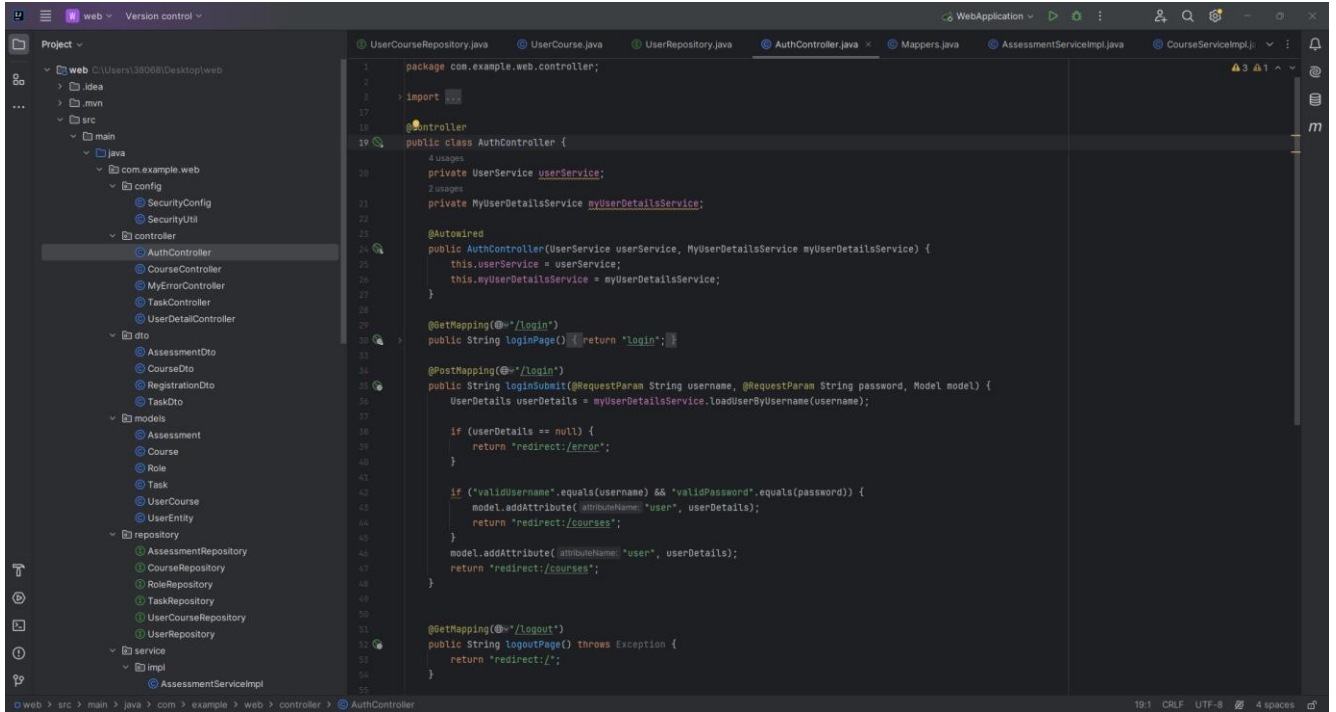 W web Version control WebApplication
Project
UserCourseRepository.java UserCourse.java UserRepository.java AuthController.java Mappers.java AssessmentServiceImpl.java CourseServiceImpl.j
web C:\Users\38068\Desktop\web
.idea
.mvn
src
main
java
com.example.web
config
SecurityConfig
SecurityUtil
controller
AuthController
CourseController
MyErrorController
TaskController
UserDetailController
dto
AssessmentDto
CourseDto
RegistrationDto
TaskDto
models
Assessment
Course
Role
Task
UserCourse
UserEntity
repository
AssessmentRepository
CourseRepository
RoleRepository
TaskRepository
UserCourseRepository
UserRepository
service
impl
AssessmentServiceImpl
3 1
1 package com.example.web.controller;
2
3 import ...
17
18 @Controller
19 public class AuthController {
4 usages
20 private UserService userService;
2 usages
21 private MyUserDetailsService myUserDetailsService;
22
23 @Autowired
24 public AuthController(UserService userService, MyUserDetailsService myUserDetailsService) {
25 this.userService = userService;
26 this.myUserDetailsService = myUserDetailsService;
27 }
28
29 @GetMapping("/login")
30 public String loginPage() { return "login"; }
33
34 @PostMapping("/login")
35 public String loginSubmit(@RequestParam String username, @RequestParam String password, Model model) {
36 UserDetails userDetails = myUserDetailsService.loadUserByUsername(username);
37
38 if (userDetails == null) {
39 return "redirect:/error";
40 }
41
42 if ("validUsername".equals(username) && "validPassword".equals(password)) {
43 model.addAttribute( attributeName: "user", userDetails);
44 return "redirect:/courses";
45 }
46 model.addAttribute( attributeName: "user", userDetails);
47 return "redirect:/courses";
48 }
49
50
51 @GetMapping("/logout")
52 public String logoutPage() throws Exception {
53 return "redirect:/";
54 }
55
web > src > main > java > com > example > web > controller > AuthController 19:1 CRLF UTF-8 4 spaces